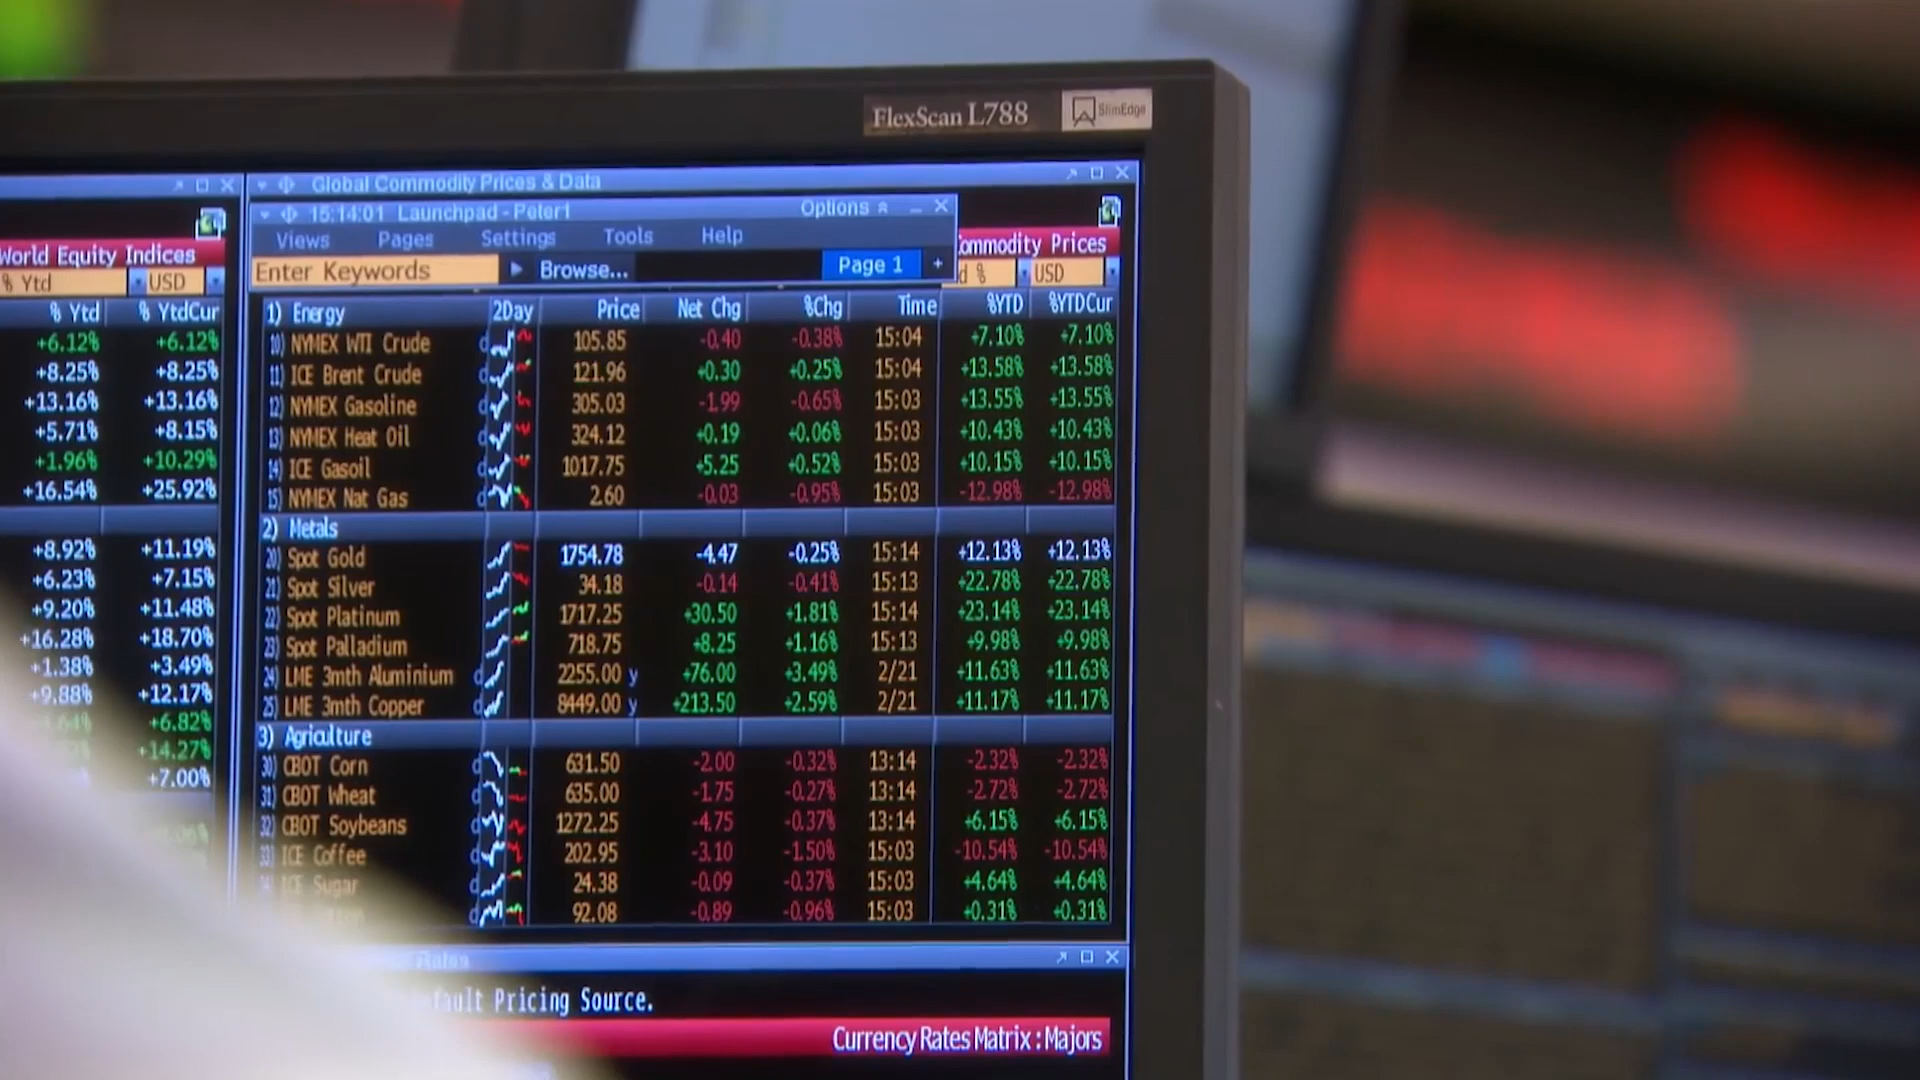 FlexScan L788 SlimEdge
Global Commodity Prices & Data
15:14:01 Launchpad - Peter1 Options
Views Pages Settings Tools Help
Enter Keywords Browse... Page 1 +
World Equity Indices
% Ytd USD
% Ytd % YtdCur
+6.12% +6.12%
+8.25% +8.25%
+13.16% +13.16%
+5.71% +8.15%
+1.96% +10.29%
+16.54% +25.92%
+8.92% +11.19%
+6.23% +7.15%
+9.20% +11.48%
+16.28% +18.70%
+1.38% +3.49%
+9.88% +12.17%
+6.82%
+14.27%
+7.00%
Commodity Prices
d % USD
1) Energy 2Day Price Net Chg %Chg Time %YTD %YTDCur
10) NYMEX WTI Crude d 105.85 -0.40 -0.38% 15:04 +7.10% +7.10%
11) ICE Brent Crude d 121.96 +0.30 +0.25% 15:04 +13.58% +13.58%
12) NYMEX Gasoline d 305.03 -1.99 -0.65% 15:03 +13.55% +13.55%
13) NYMEX Heat Oil d 324.12 +0.19 +0.06% 15:03 +10.43% +10.43%
14) ICE Gasoil d 1017.75 +5.25 +0.52% 15:03 +10.15% +10.15%
15) NYMEX Nat Gas d 2.60 -0.03 -0.95% 15:03 -12.98% -12.98%
2) Metals
20) Spot Gold 1754.78 -4.47 -0.25% 15:14 +12.13% +12.13%
21) Spot Silver 34.18 -0.14 -0.41% 15:13 +22.78% +22.78%
22) Spot Platinum 1717.25 +30.50 +1.81% 15:14 +23.14% +23.14%
23) Spot Palladium 718.75 +8.25 +1.16% 15:13 +9.98% +9.98%
24) LME 3mth Aluminium d 2255.00 y +76.00 +3.49% 2/21 +11.63% +11.63%
25) LME 3mth Copper d 8449.00 y +213.50 +2.59% 2/21 +11.17% +11.17%
3) Agriculture
30) CBOT Corn d 631.50 -2.00 -0.32% 13:14 -2.32% -2.32%
31) CBOT Wheat d 635.00 -1.75 -0.27% 13:14 -2.72% -2.72%
32) CBOT Soybeans d 1272.25 -4.75 -0.37% 13:14 +6.15% +6.15%
33) ICE Coffee d 202.95 -3.10 -1.50% 15:03 -10.54% -10.54%
ICE Sugar d 24.38 -0.09 -0.37% 15:03 +4.64% +4.64%
d 92.08 -0.89 -0.96% 15:03 +0.31% +0.31%
Rates
Pricing Source.
Currency Rates Matrix : Majors